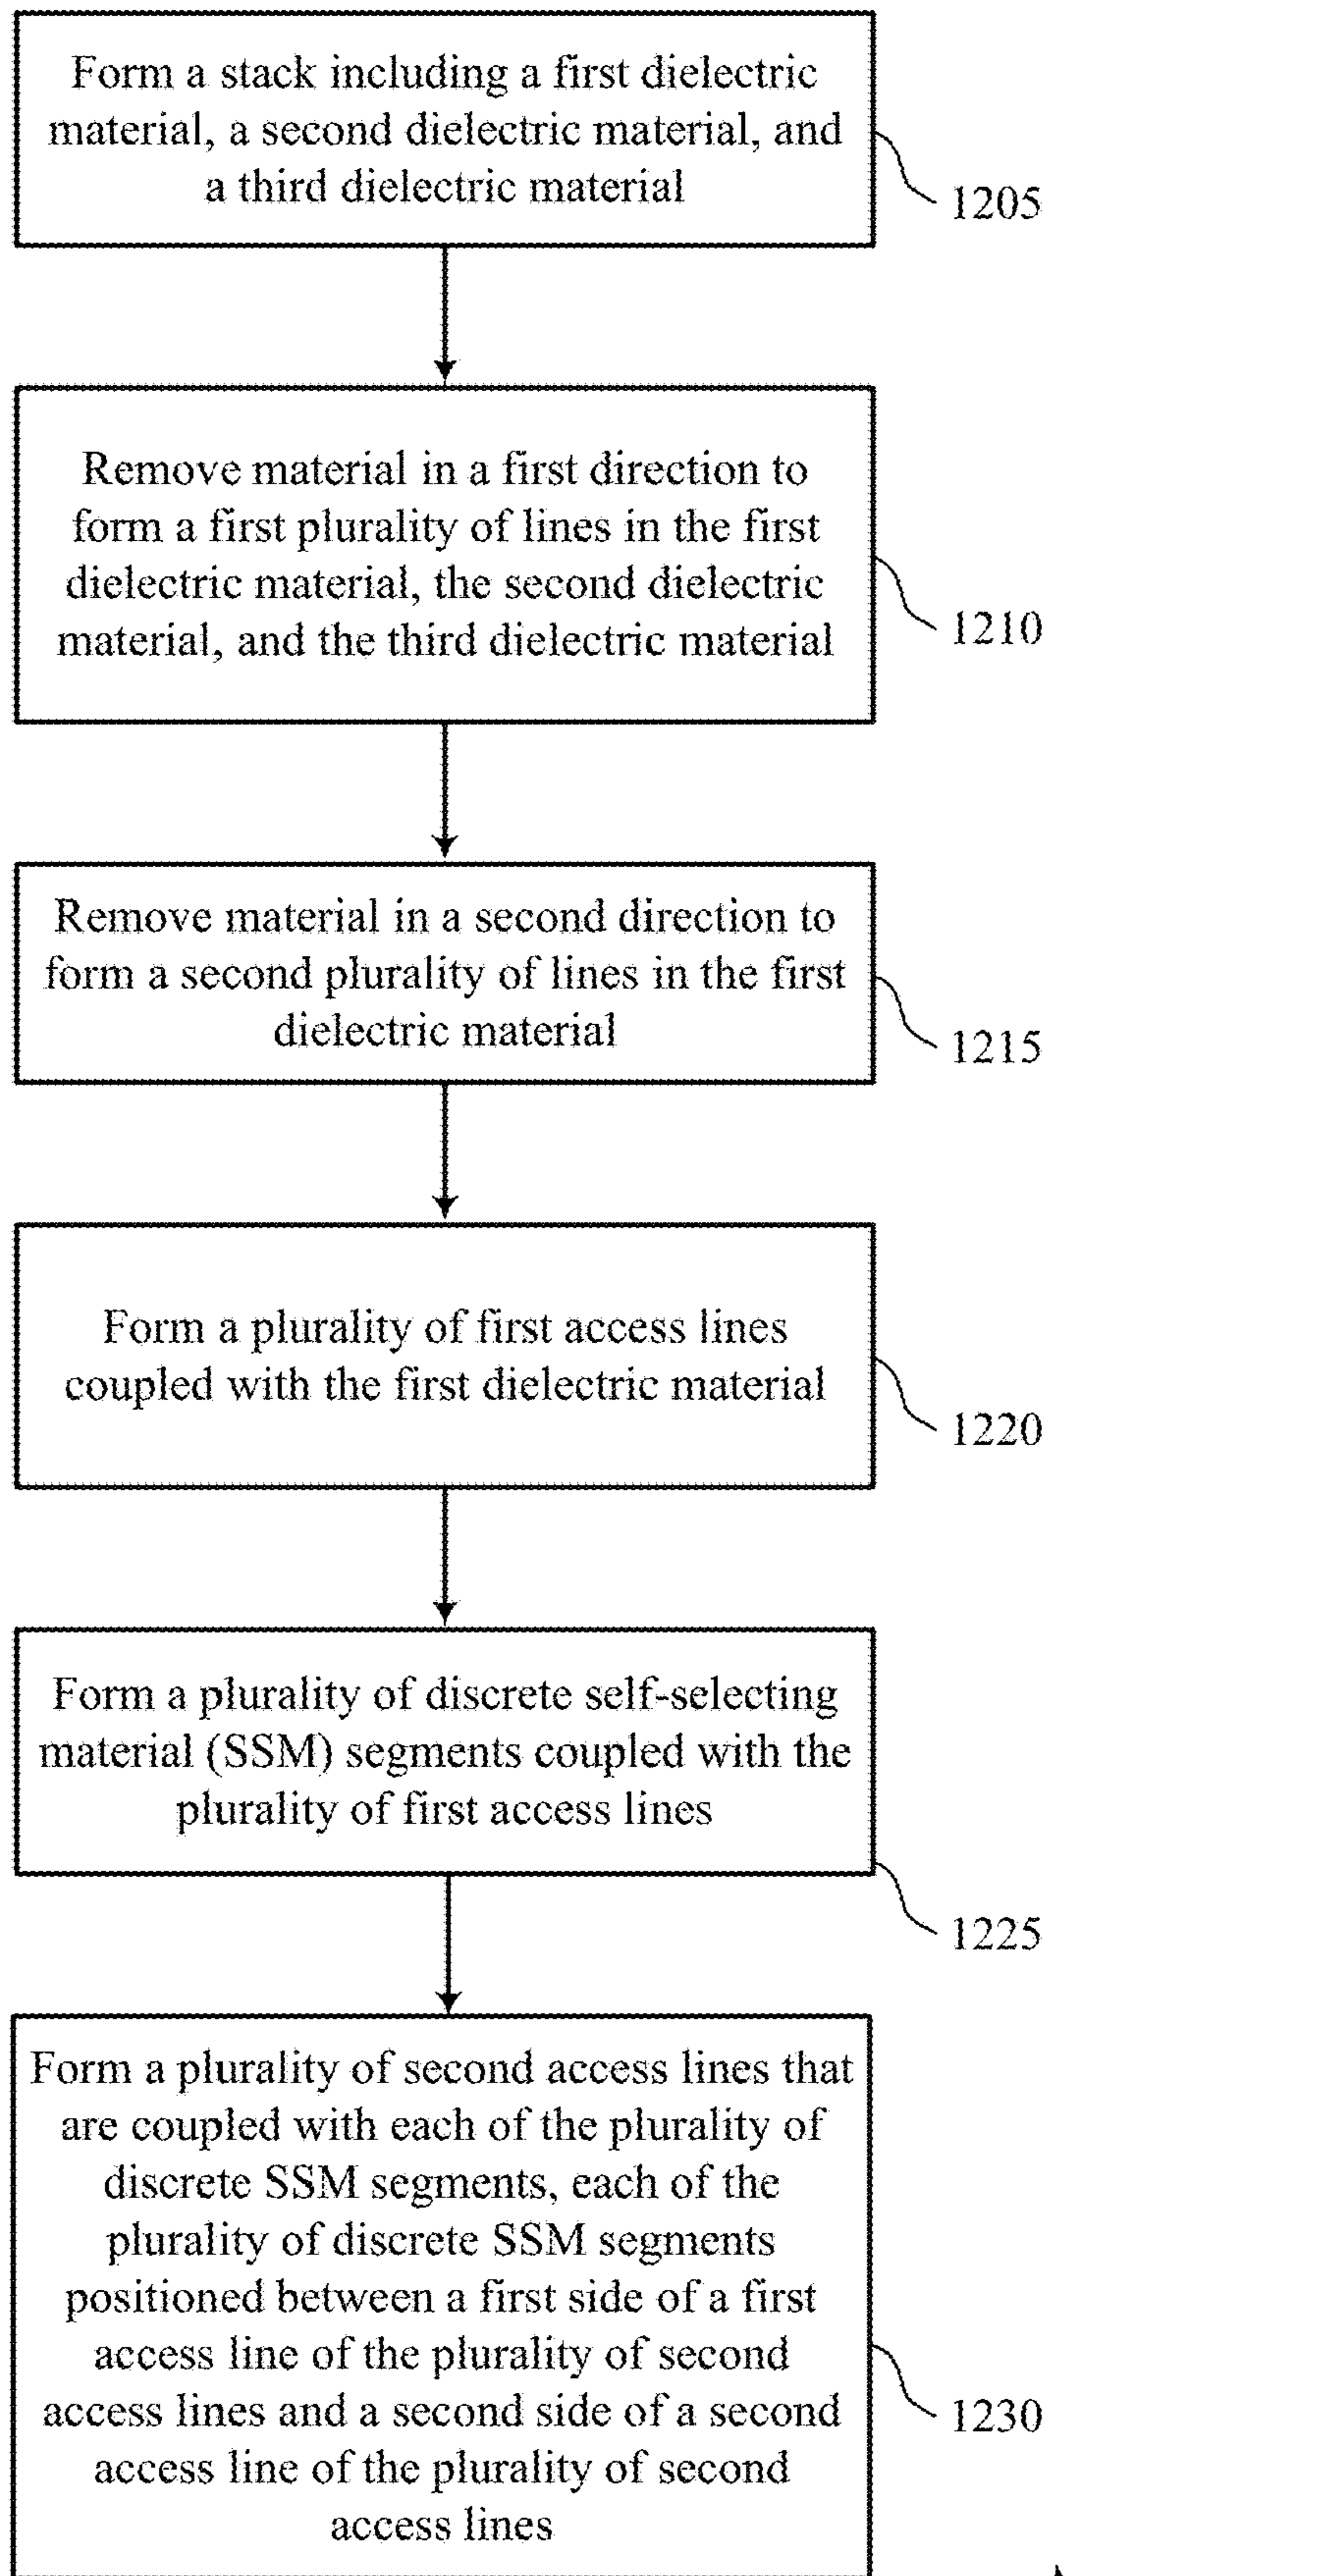 Form a stack including a first dielectric
material, a second dielectric material, and
a third dielectric material
1205
Remove material in a first direction to
form a first plurality of lines in the first
dielectric material, the second dielectric
material, and the third dielectric material
1210
Remove material in a second direction to
form a second plurality of lines in the first
dielectric material
1215
Form a plurality of first access lines
coupled with the first dielectric material
1220
Form a plurality of discrete self-selecting
material (SSM) segments coupled with the
plurality of first access lines
1225
Form a plurality of second access lines that
are coupled with each of the plurality of
discrete SSM segments, each of the
plurality of discrete SSM segments
positioned between a first side of a first
access line of the plurality of second
access lines and a second side of a second
access line of the plurality of second
access lines
1230